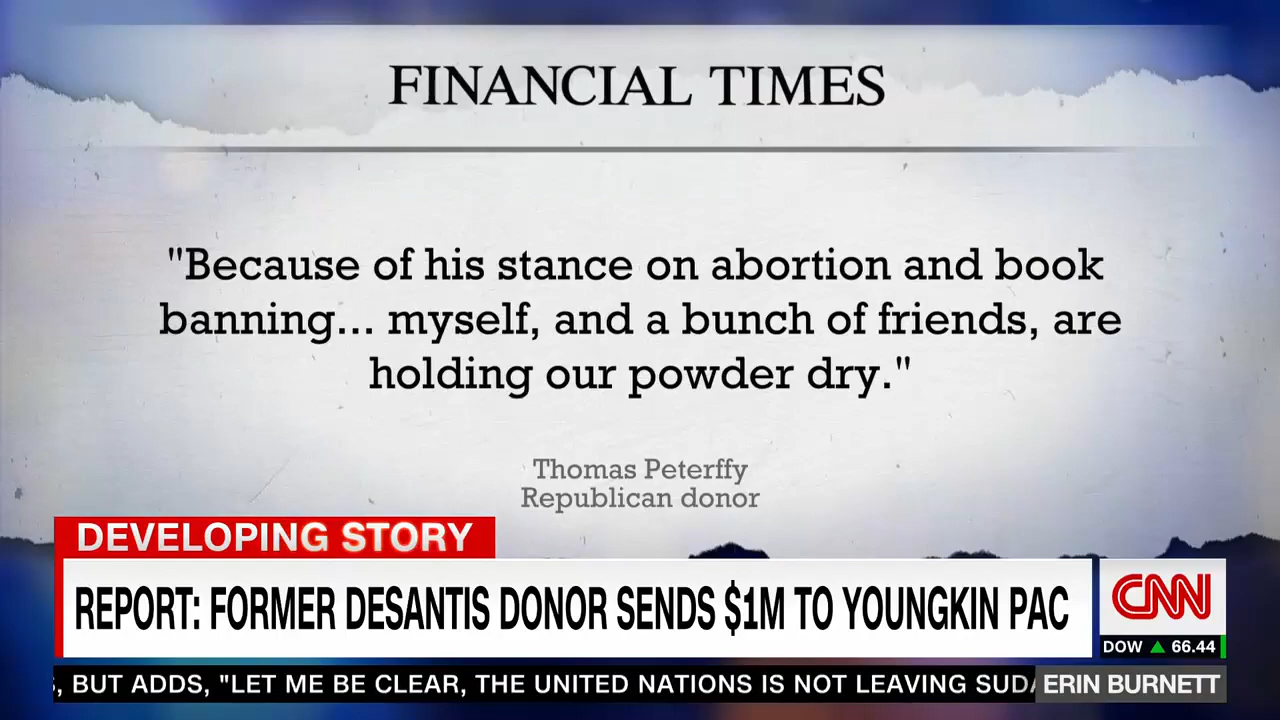 FINANCIAL TIMES
"Because of his stance on abortion and book
banning... myself, and a bunch of friends, are
holding our powder dry."
Thomas Peterffy
Republican donor
DEVELOPING STORY
REPORT: FORMER DESANTIS DONOR SENDS $1M TO YOUNGKIN PAC
CNN
DOW ▲ 66.44
, BUT ADDS, "LET ME BE CLEAR, THE UNITED NATIONS IS NOT LEAVING
ERIN BURNETT